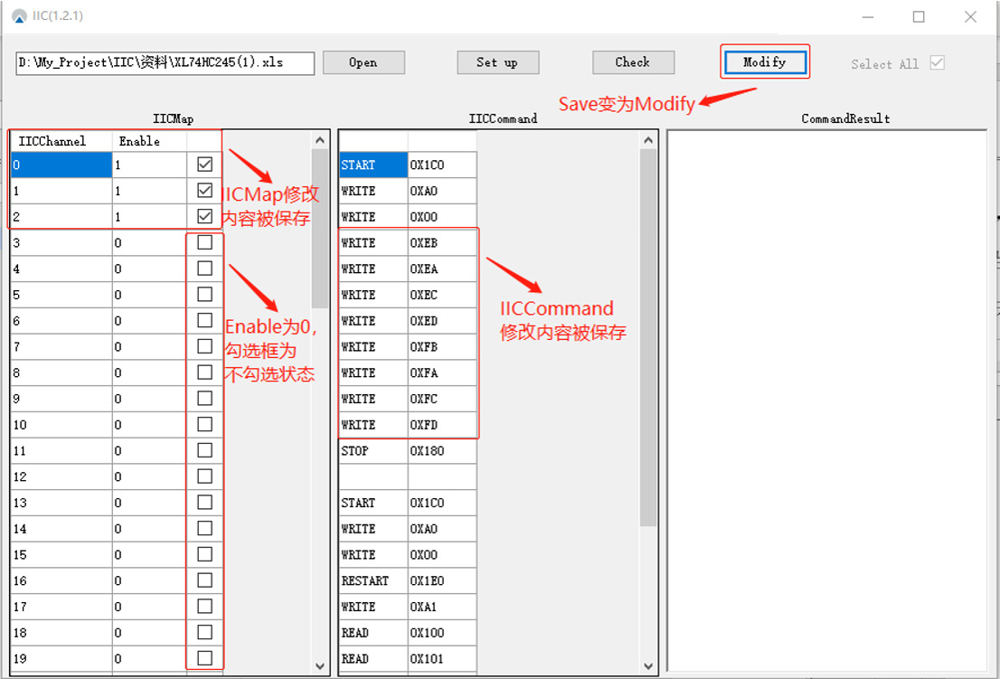 IIC(1.2.1)
D:\My_Project\IIC\资料\XL74HC245(1).xls
Open
Set up
Check
Modify
Select All
Save变为Modify
IICMap
IICCommand
CommandResult
IICChannel Enable
0 1
1 1
2 1
3 0
4 0
5 0
6 0
7 0
8 0
9 0
10 0
11 0
12 0
13 0
14 0
15 0
16 0
17 0
18 0
19 0
IICMap修改
内容被保存
Enable为0,
勾选框为
不勾选状态
START 0X1C0
WRITE 0XA0
WRITE 0X00
WRITE 0XEB
WRITE 0XEA
WRITE 0XEC
WRITE 0XED
WRITE 0XFB
WRITE 0XFA
WRITE 0XFC
WRITE 0XFD
STOP 0X180
START 0X1C0
WRITE 0XA0
WRITE 0X00
RESTART 0X1E0
WRITE 0XA1
READ 0X100
READ 0X101
IICCommand
修改内容被保存